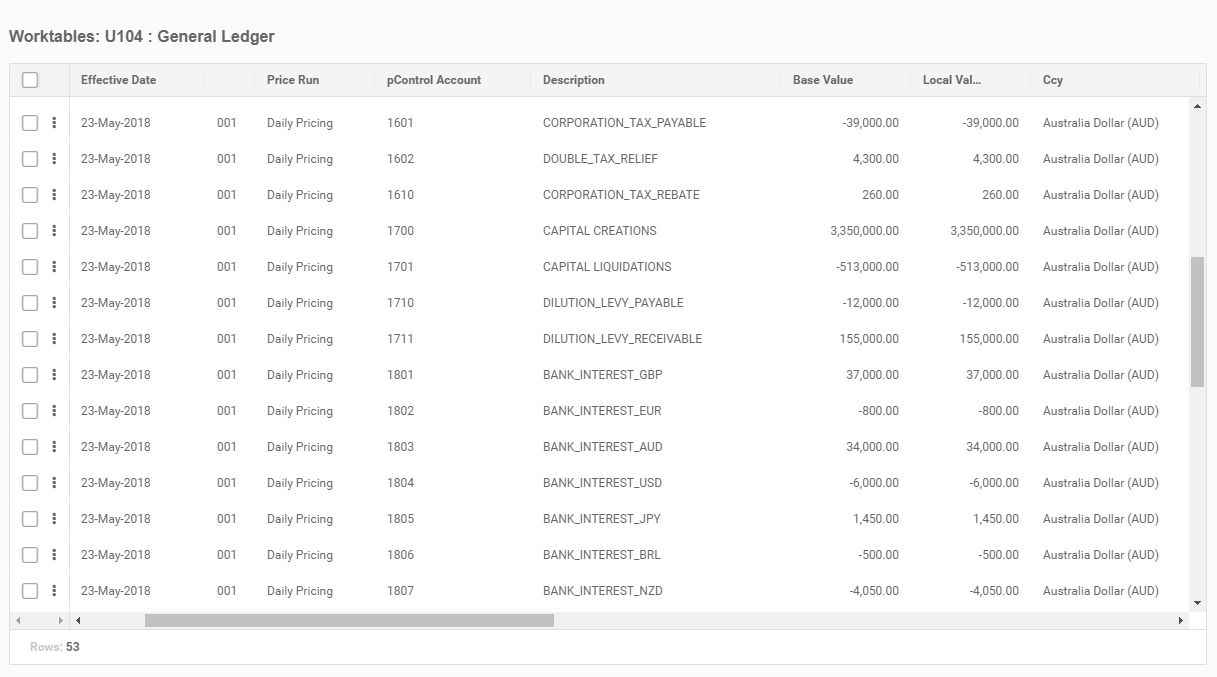 Worktables: U104 : General Ledger
Effective Date Price Run pControl Account Description Base Value Local Val... Ccy
23-May-2018 001 Daily Pricing 1601 CORPORATION_TAX_PAYABLE -39,000.00 -39,000.00 Australia Dollar (AUD)
23-May-2018 001 Daily Pricing 1602 DOUBLE_TAX_RELIEF 4,300.00 4,300.00 Australia Dollar (AUD)
23-May-2018 001 Daily Pricing 1610 CORPORATION_TAX_REBATE 260.00 260.00 Australia Dollar (AUD)
23-May-2018 001 Daily Pricing 1700 CAPITAL CREATIONS 3,350,000.00 3,350,000.00 Australia Dollar (AUD)
23-May-2018 001 Daily Pricing 1701 CAPITAL LIQUIDATIONS -513,000.00 -513,000.00 Australia Dollar (AUD)
23-May-2018 001 Daily Pricing 1710 DILUTION_LEVY_PAYABLE -12,000.00 -12,000.00 Australia Dollar (AUD)
23-May-2018 001 Daily Pricing 1711 DILUTION_LEVY_RECEIVABLE 155,000.00 155,000.00 Australia Dollar (AUD)
23-May-2018 001 Daily Pricing 1801 BANK_INTEREST_GBP 37,000.00 37,000.00 Australia Dollar (AUD)
23-May-2018 001 Daily Pricing 1802 BANK_INTEREST_EUR -800.00 -800.00 Australia Dollar (AUD)
23-May-2018 001 Daily Pricing 1803 BANK_INTEREST_AUD 34,000.00 34,000.00 Australia Dollar (AUD)
23-May-2018 001 Daily Pricing 1804 BANK_INTEREST_USD -6,000.00 -6,000.00 Australia Dollar (AUD)
23-May-2018 001 Daily Pricing 1805 BANK_INTEREST_JPY 1,450.00 1,450.00 Australia Dollar (AUD)
23-May-2018 001 Daily Pricing 1806 BANK_INTEREST_BRL -500.00 -500.00 Australia Dollar (AUD)
23-May-2018 001 Daily Pricing 1807 BANK_INTEREST_NZD -4,050.00 -4,050.00 Australia Dollar (AUD)
Rows: 53